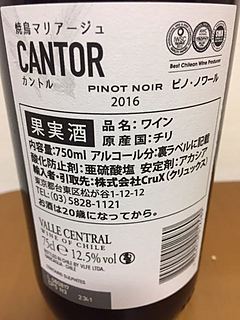 焼鳥マリアージュ
CANTOR
カントル
PINOT NOIR ピノ・ノワール
2016
Best Chilean Wine Producer
果実酒
品名：ワイン
原産国：チリ
内容量:750ml アルコール分:裏ラベルに記載
酸化防止剤：亜硫酸塩 安定剤：アカシア
輸入者・引取先：株式会社CruX（クリュックス）
東京都台東区松が谷1-12-12
TEL:03)5828-1121
お酒は20歳になってから。
VALLE CENTRAL
WINE OF CHILE
75cl℮ 12.5% vol
CONTAINS SULPHITES